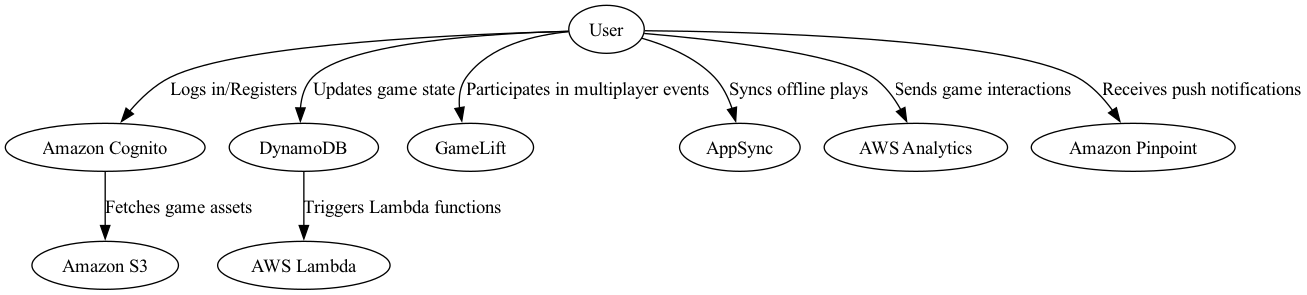 User
Logs in/Registers
Updates game state
Participates in multiplayer events
Syncs offline plays
Sends game interactions
Receives push notifications
Amazon Cognito
DynamoDB
GameLift
AppSync
AWS Analytics
Amazon Pinpoint
Fetches game assets
Triggers Lambda functions
Amazon S3
AWS Lambda